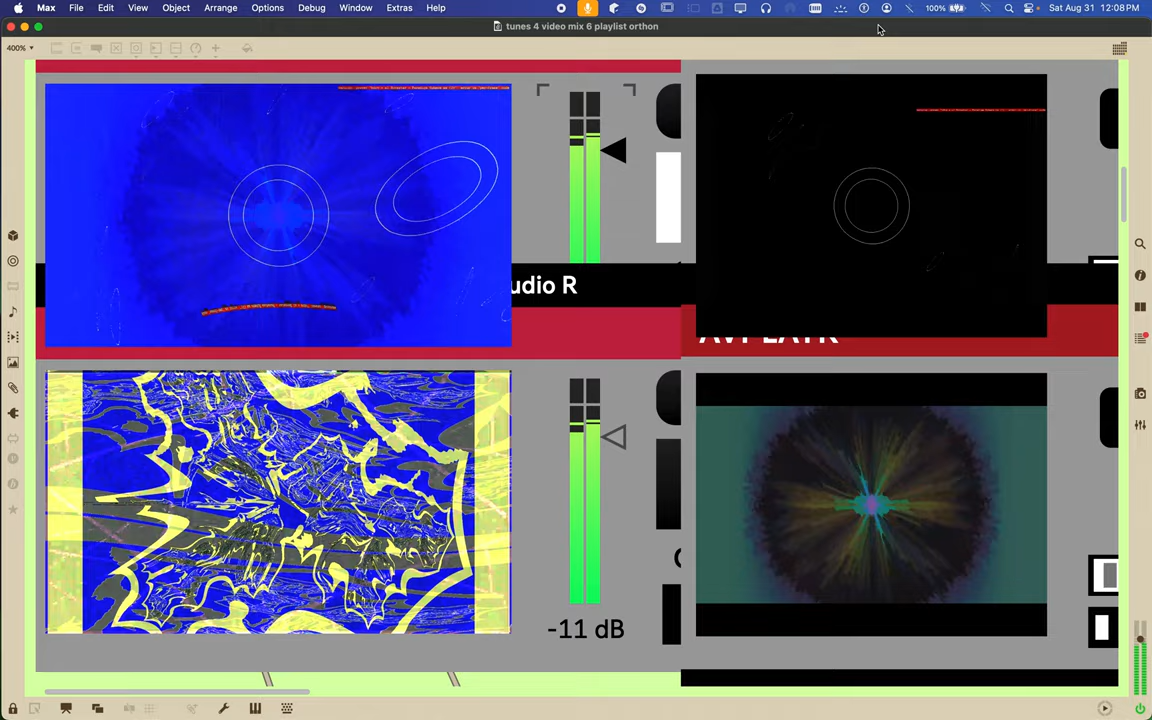 Max File Edit View Object Arrange Options Debug Window Extras Help
100%
Sat Aug 31 12:08 PM
tunes 4 video mix 6 playlist orthon
400%
udio R
-11 dB